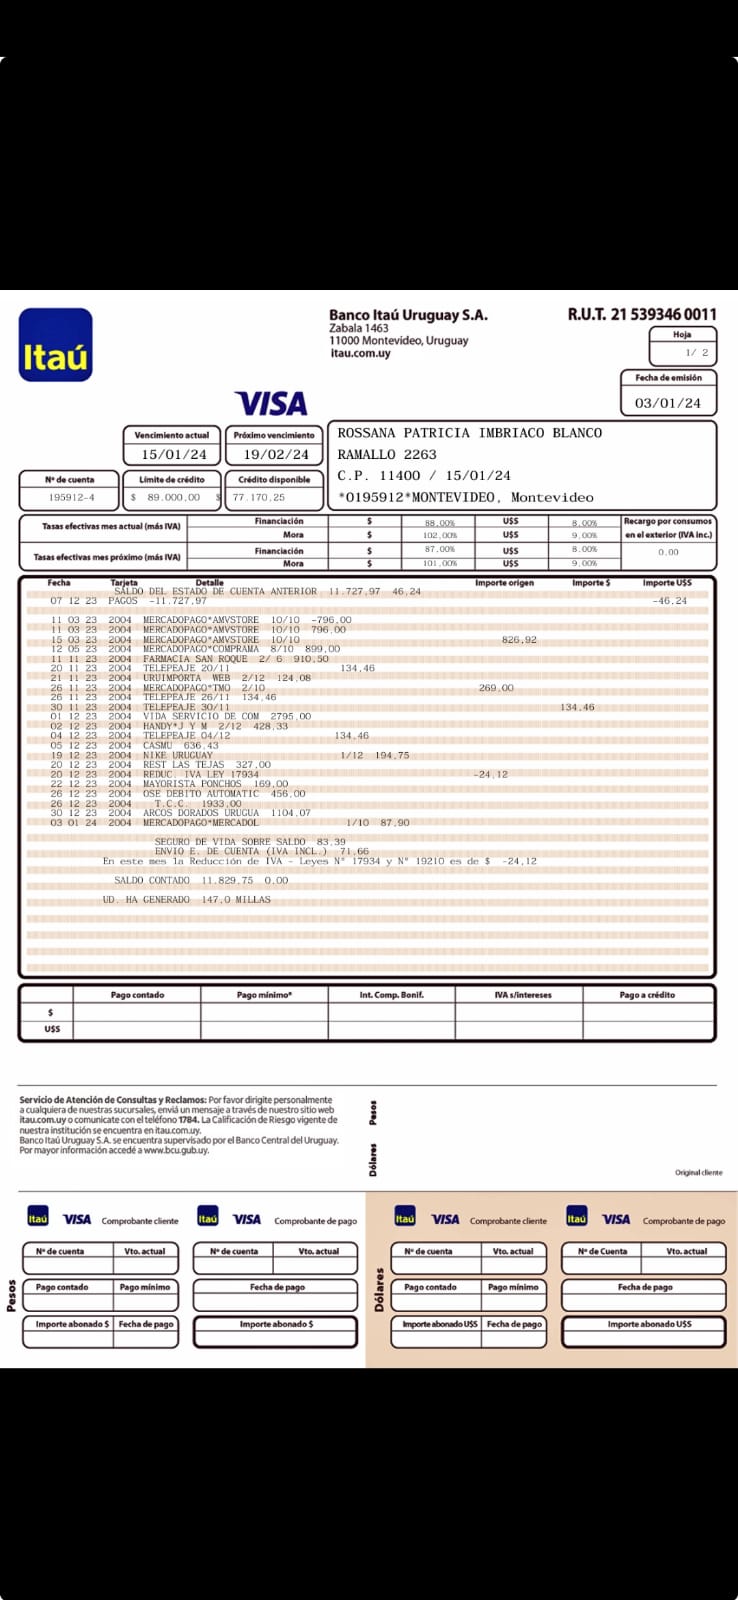 Itaú
Banco Itaú Uruguay S.A.
Zabala 1463
11000 Montevideo, Uruguay
itau.com.uy
R.U.T. 21 539346 0011
Hoja
1/ 2
Fecha de emisión
03/01/24
VISA
Vencimiento actual
15/01/24
Próximo vencimiento
19/02/24
ROSSANA PATRICIA IMBRIACO BLANCO
RAMALLO 2263
C.P. 11400 / 15/01/24
*0195912*MONTEVIDEO, Montevideo
Nº de cuenta
195912-4
Límite de crédito
$ 89.000,00
Crédito disponible
$ 77.170,25
Tasas efectivas mes actual (más IVA)
Financiación $ 88,00% U$S 8,00%
Mora $ 102,00% U$S 9,00%
Tasas efectivas mes próximo (más IVA)
Financiación $ 87,00% U$S 8,00%
Mora $ 101,00% U$S 9,00%
Recargo por consumos
en el exterior (IVA inc.)
0.00
Fecha Tarjeta Detalle Importe origen Importe $ Importe U$S
SALDO DEL ESTADO DE CUENTA ANTERIOR 11.727,97 46,24
07 12 23 PAGOS -11.727,97 -46,24
11 03 23 2004 MERCADOPAGO*AMVSTORE 10/10 -796,00
11 03 23 2004 MERCADOPAGO*AMVSTORE 10/10 796,00
15 03 23 2004 MERCADOPAGO*AMVSTORE 10/10 826,92
12 05 23 2004 MERCADOPAGO*COMPRAMA 8/10 899,00
11 11 23 2004 FARMACIA SAN ROQUE 2/ 6 910,50
20 11 23 2004 TELEPEAJE 20/11 134,46
21 11 23 2004 URUIMPORTA WEB 2/12 124,08
26 11 23 2004 MERCADOPAGO*TMO 2/10 269,00
26 11 23 2004 TELEPEAJE 26/11 134,46
30 11 23 2004 TELEPEAJE 30/11 134,46
01 12 23 2004 VIDA SERVICIO DE COM 2795,00
02 12 23 2004 HANDY*J Y M 2/12 428,33
04 12 23 2004 TELEPEAJE 04/12 134,46
05 12 23 2004 CASMU 636,43
19 12 23 2004 NIKE URUGUAY 1/12 194,75
20 12 23 2004 REST LAS TEJAS 327,00
20 12 23 2004 REDUC. IVA LEY 17934 -24,12
22 12 23 2004 MAYORISTA PONCHOS 169,00
26 12 23 2004 OSE DEBITO AUTOMATIC 456,00
26 12 23 2004 T.C.C. 1933,00
30 12 23 2004 ARCOS DORADOS URUGUA 1104,07
03 01 24 2004 MERCADOPAGO*MERCADOL 1/10 87,90
SEGURO DE VIDA SOBRE SALDO 83,39
ENVIO E. DE CUENTA (IVA INCL.) 71,66
En este mes la Reducción de IVA - Leyes N° 17934 y N° 19210 es de $ -24,12
SALDO CONTADO 11.829,75 0,00
UD. HA GENERADO 147,0 MILLAS
Pago contado Pago mínimo* Int. Comp. Bonif. IVA s/intereses Pago a crédito
$
U$S
Servicio de Atención de Consultas y Reclamos: Por favor dirigite personalmente
a cualquiera de nuestras sucursales, enviá un mensaje a través de nuestro sitio web
itau.com.uy o comunicate con el teléfono 1784. La Calificación de Riesgo vigente de
nuestra institución se encuentra en itau.com.uy.
Banco Itaú Uruguay S.A. se encuentra supervisado por el Banco Central del Uruguay.
Por mayor información accedé a www.bcu.gub.uy.
Pesos
Dólares
Original cliente
Pesos
Itaú VISA Comprobante cliente
Nº de cuenta Vto. actual
Pago contado Pago mínimo
Importe abonado $ Fecha de pago
Itaú VISA Comprobante de pago
Nº de cuenta Vto. actual
Fecha de pago
Importe abonado $
Dólares
Itaú VISA Comprobante cliente
Nº de cuenta Vto. actual
Pago contado Pago mínimo
Importe abonado U$S Fecha de pago
Itaú VISA Comprobante de pago
Nº de Cuenta Vto. actual
Fecha de pago
Importe abonado U$S